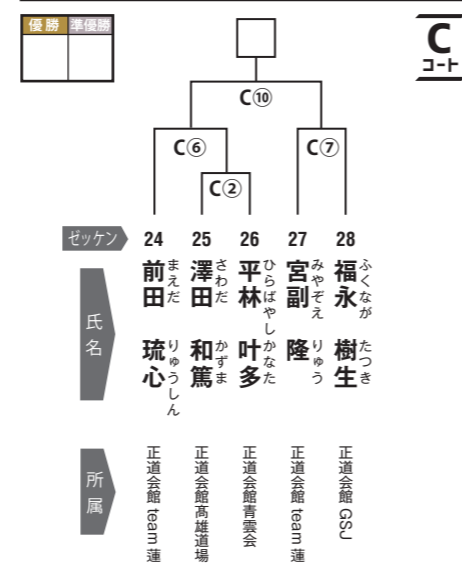 優勝 準優勝
C
コート
C⑩
C⑥ C⑦
C②
ゼッケン 24 25 26 27 28
氏名
前田 琉心
まえだ りゅうしん
澤田 和篤
さわだ かずま
平林 叶多
ひらばやし かなた
宮副 隆
みやぞえ りゅう
福永 樹生
ふくなが たつき
所属
正道会館 team 蓮
正道会館高雄道場
正道会館青雲会
正道会館 team 蓮
正道会館 GSJ